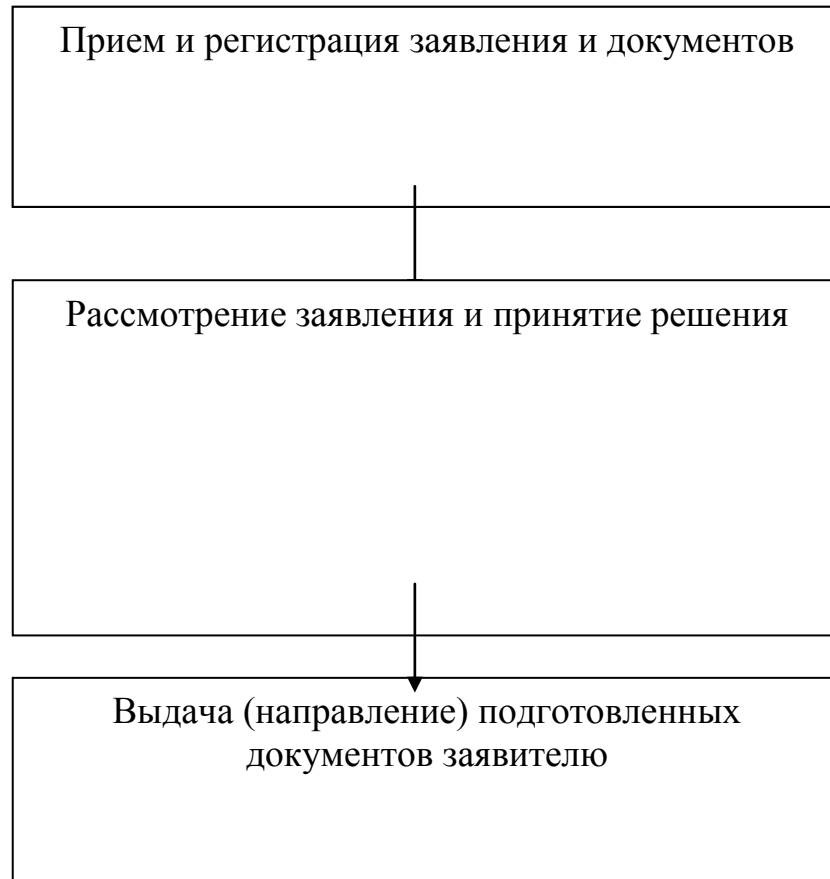 Прием и регистрация заявления и документов
Рассмотрение заявления и принятие решения
Выдача (направление) подготовленных
документов заявителю